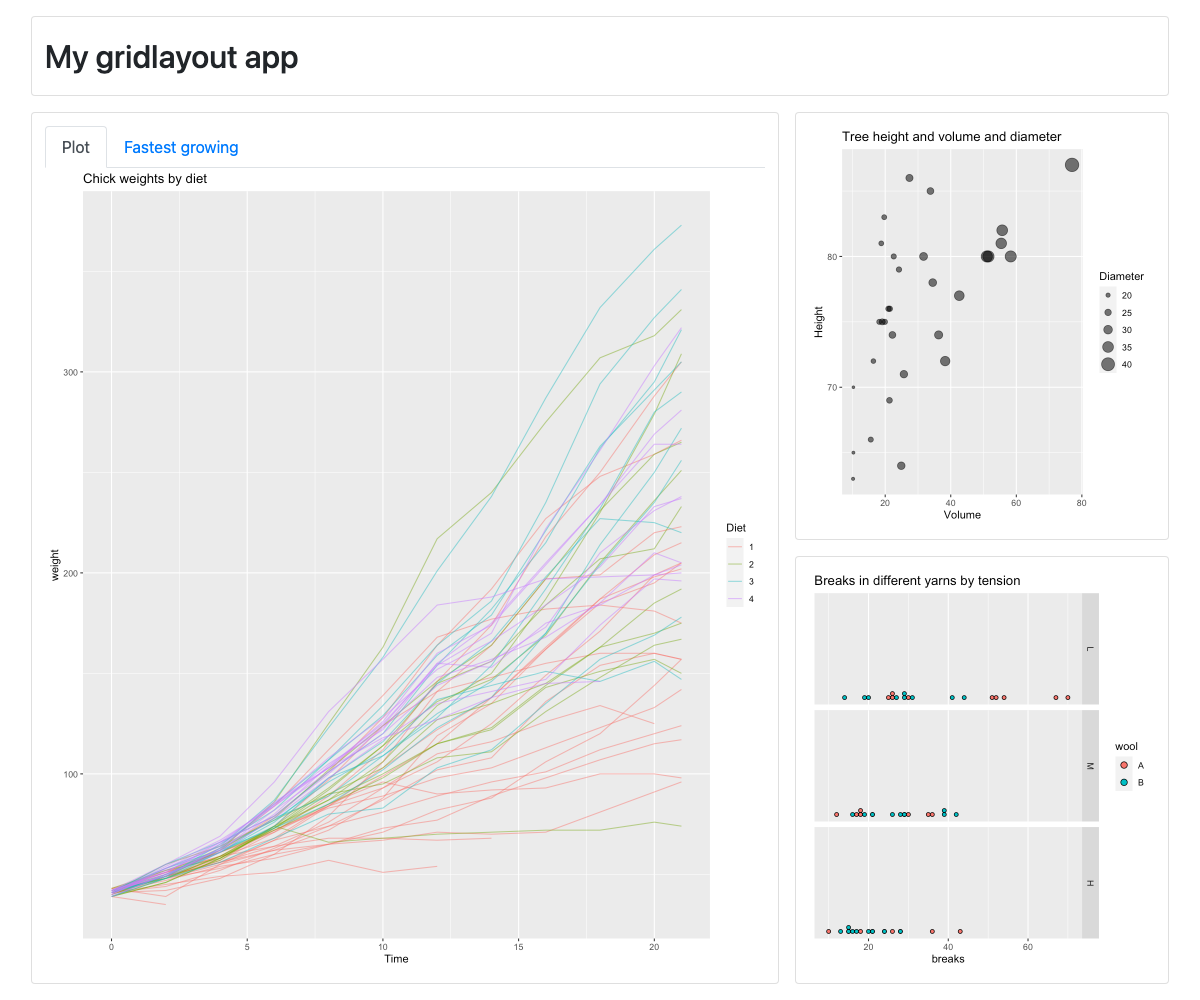 My gridlayout app
Plot
Fastest growing
Chick weights by diet
weight
300
200
100
0
5
10
15
20
Time
Diet
1
2
3
4
Tree height and volume and diameter
Height
80
70
20
40
60
80
Volume
Diameter
20
25
30
35
40
Breaks in different yarns by tension
L
M
H
20
40
60
breaks
wool
A
B